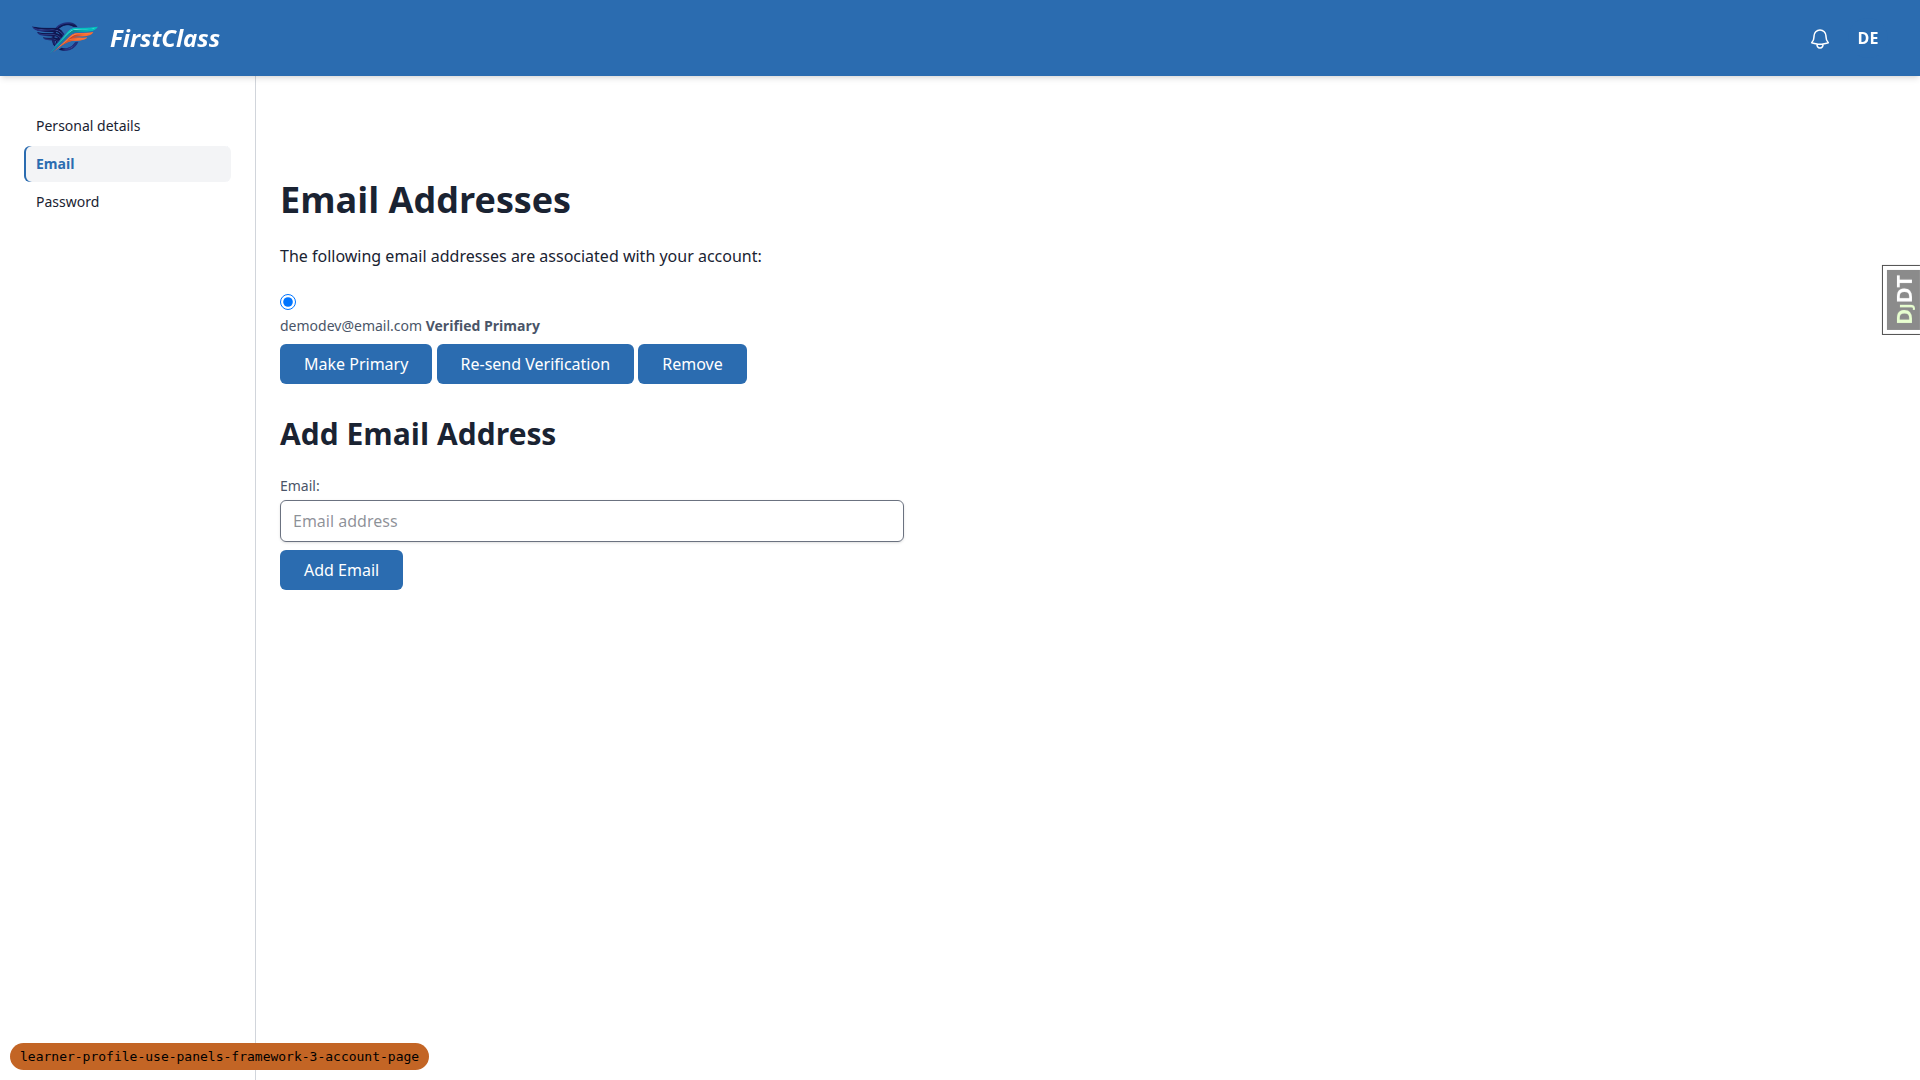 FirstClass
DE
Personal details
Email
Password
Email Addresses
The following email addresses are associated with your account:
demodev@email.com Verified Primary
Make Primary Re-send Verification Remove
Add Email Address
Email:
Email address
Add Email
DJDT
learner-profile-use-panels-framework-3-account-page